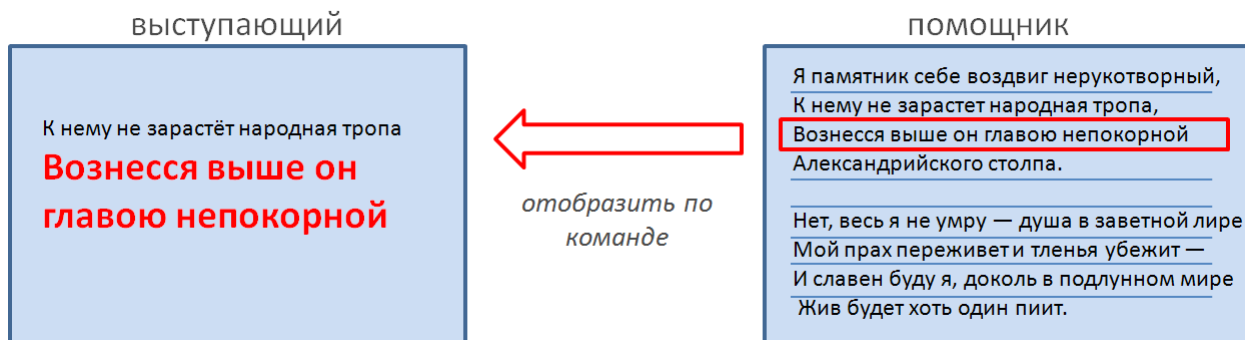 выступающий
К нему не зарастёт народная тропа
Вознесся выше он
главою непокорной
отобразить по
команде
помощник
Я памятник себе воздвиг нерукотворный,
К нему не зарастет народная тропа,
Вознесся выше он главою непокорной
Александрийского столпа.
Нет, весь я не умру — душа в заветной лире
Мой прах переживет и тленья убежит —
И славен буду я, доколь в подлунном мире
Жив будет хоть один пиит.